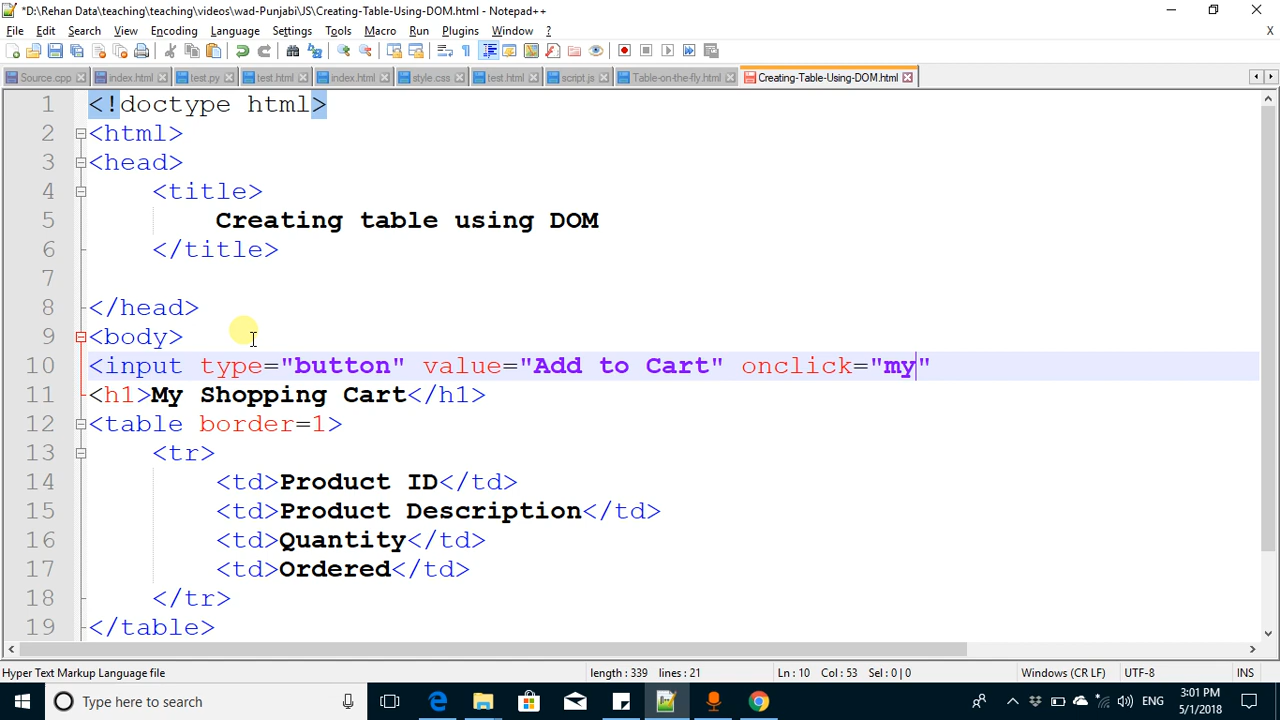 *D:\Rehan Data\teaching\teaching\videos\wad-Punjabi\JS\Creating-Table-Using-DOM.html - Notepad++
File Edit Search View Encoding Language Settings Tools Macro Run Plugins Window ? X
Source.cpp index.html test.py test.html index.html style.css test.html script.js Table-on-the-fly.html Creating-Table-Using-DOM.html
1 <!doctype html>
2 <html>
3 <head>
4 <title>
5 Creating table using DOM
6 </title>
7
8 </head>
9 <body>
10 <input type="button" value="Add to Cart" onclick="my"
11 <h1>My Shopping Cart</h1>
12 <table border=1>
13 <tr>
14 <td>Product ID</td>
15 <td>Product Description</td>
16 <td>Quantity</td>
17 <td>Ordered</td>
18 </tr>
19 </table>
Hyper Text Markup Language file length : 339 lines : 21 Ln : 10 Col : 53 Sel : 0 | 0 Windows (CR LF) UTF-8 INS
Type here to search ENG 3:01 PM
5/1/2018